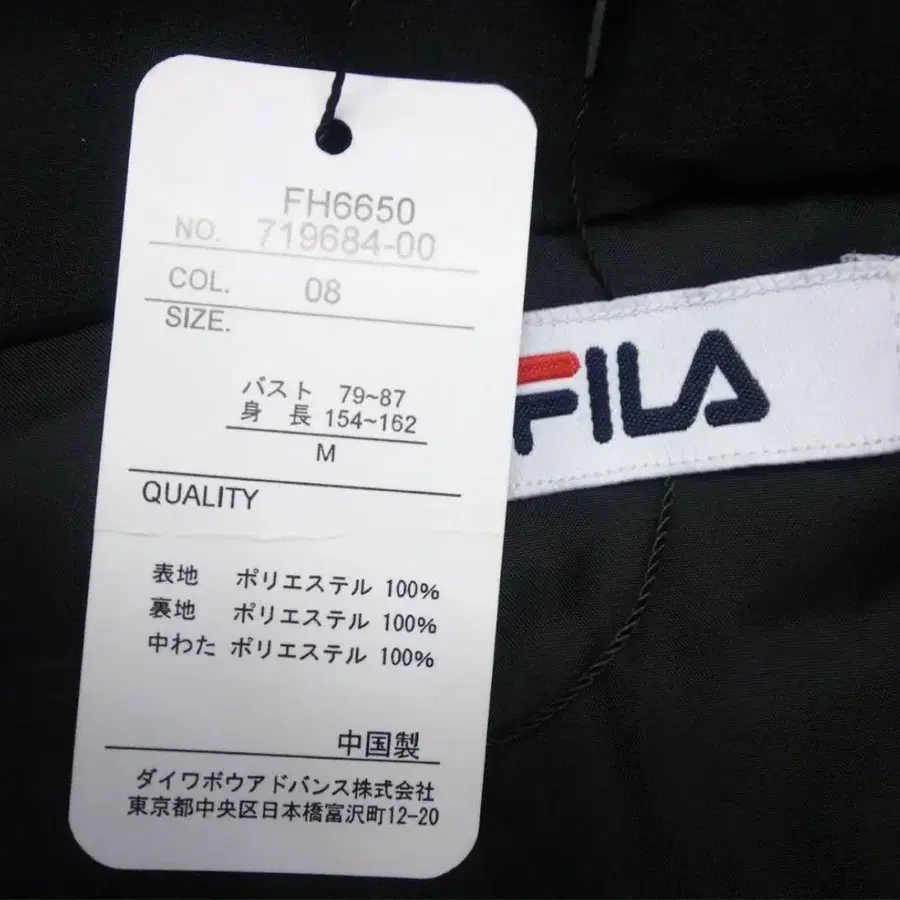 FH6650
NO. 719684-00
COL. 08
SIZE.
バスト 79~87
身 長 154~162
M
QUALITY
表地 ポリエステル 100%
裏地 ポリエステル 100%
中わた ポリエステル 100%
中国製
ダイワボウアドバンス株式会社
東京都中央区日本橋富沢町12-20
FILA